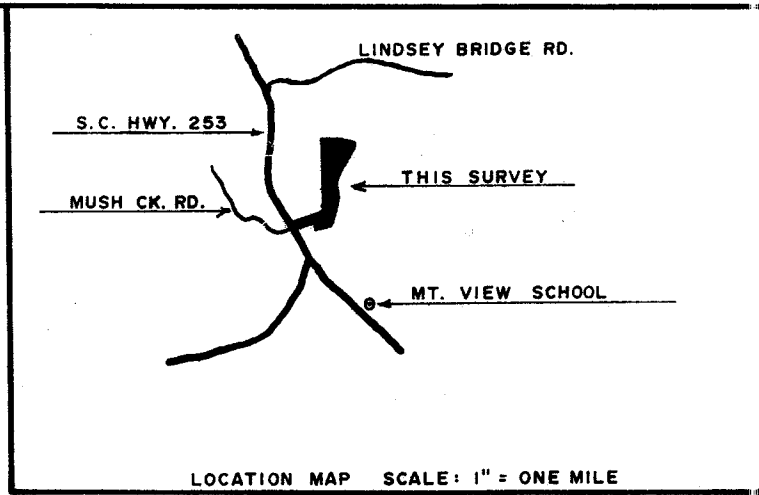 LINDSEY BRIDGE RD.
S.C. HWY. 253
THIS SURVEY
MUSH CK. RD.
MT. VIEW SCHOOL
LOCATION MAP SCALE: 1" = ONE MILE